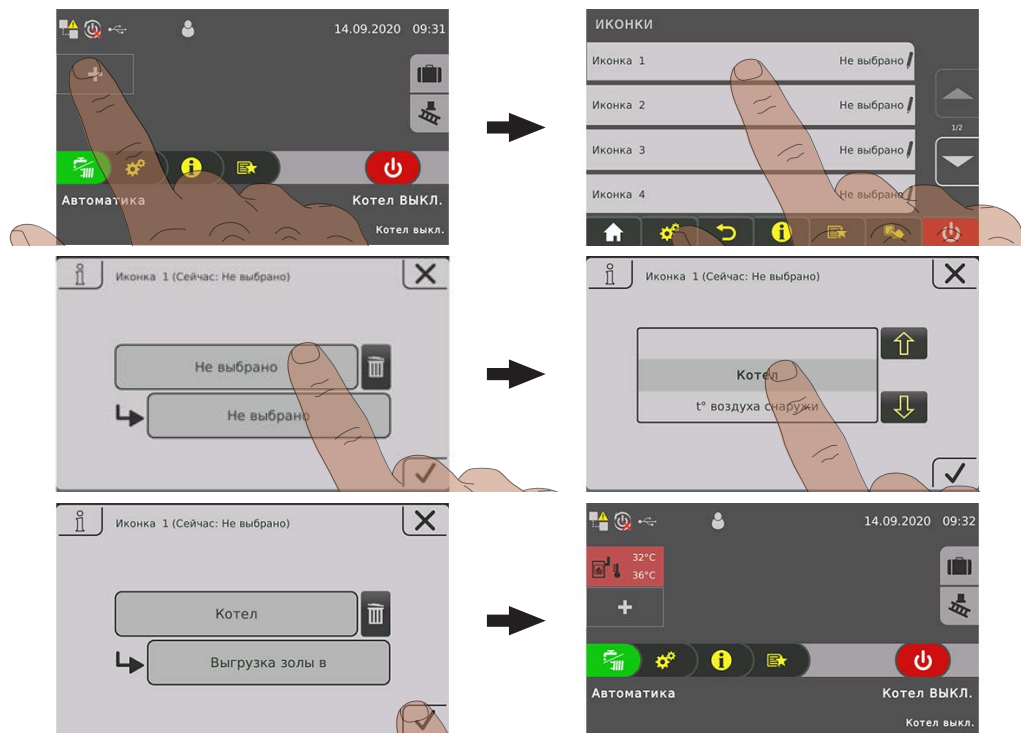 14.09.2020 09:31
Автоматика
Котел ВЫКЛ.
Котел выкл.
ИКОНКИ
Иконка 1 Не выбрано
Иконка 2 Не выбрано
1/2
Иконка 3 Не выбрано
Иконка 4 Не выбрано
Иконка 1 (Сейчас: Не выбрано)
Не выбрано
Не выбрано
Иконка 1 (Сейчас: Не выбрано)
Котел
t° воздуха снаружи
Иконка 1 (Сейчас: Не выбрано)
Котел
Выгрузка золы в
14.09.2020 09:32
32°C
36°C
Автоматика
Котел ВЫКЛ.
Котел выкл.